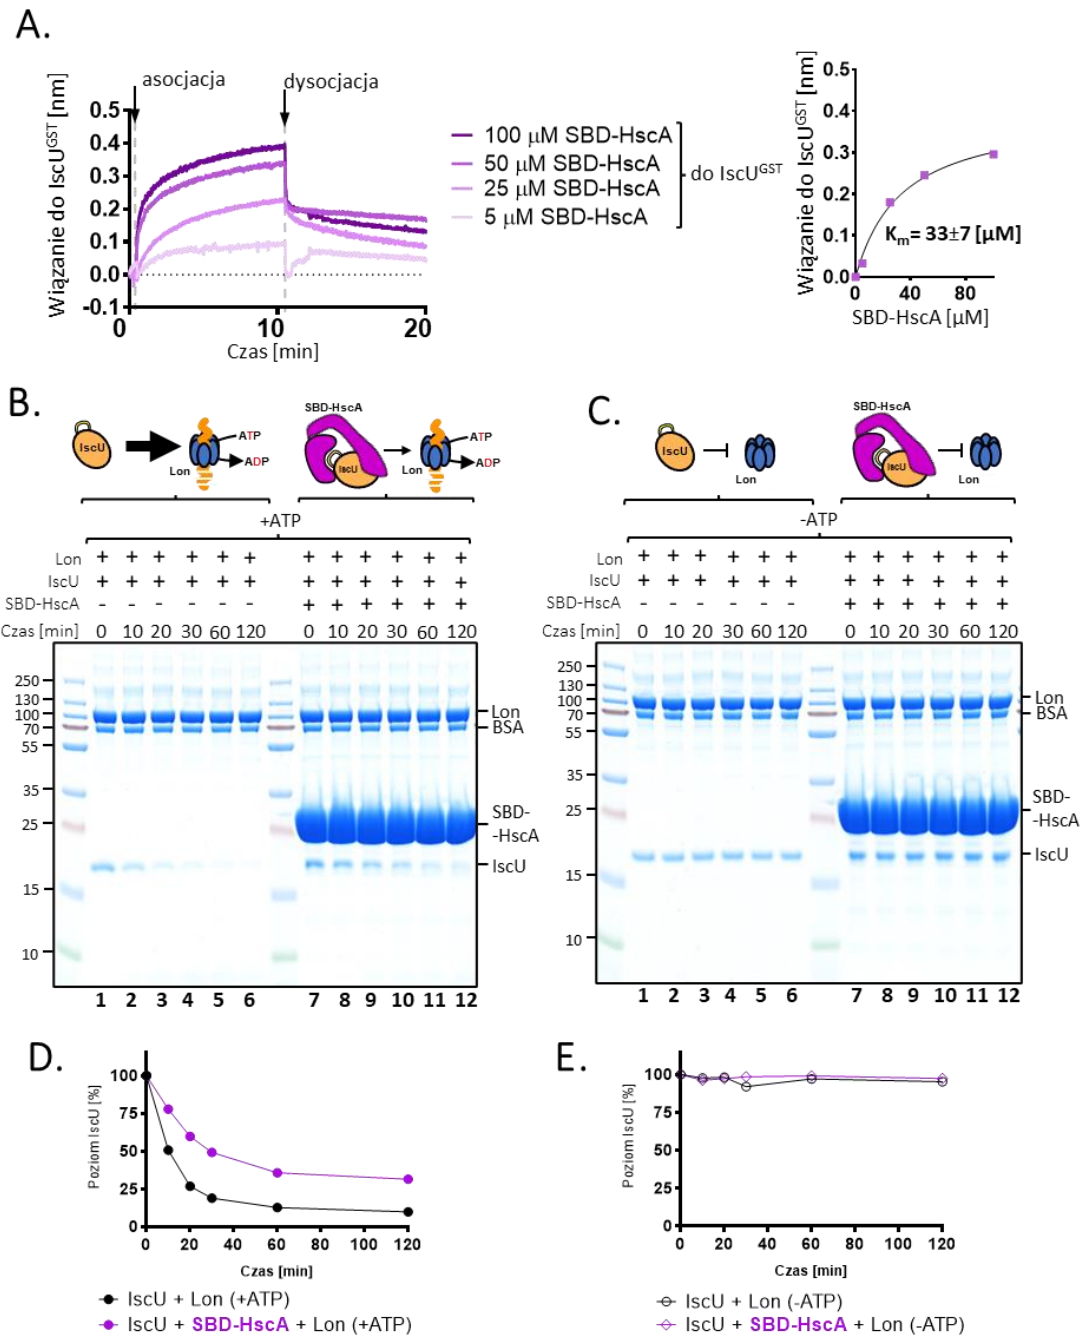 A.
asocjacja
dysocjacja
Wiązanie do IscU^GST [nm]
0.5
0.4
0.3
0.2
0.1
0.0
-0.1
0
10
20
Czas [min]
100 µM SBD-HscA
50 µM SBD-HscA
25 µM SBD-HscA
5 µM SBD-HscA
do IscU^GST
Wiązanie do IscU^GST [nm]
0.5
0.4
0.3
0.2
0.1
0.0
Km= 33±7 [µM]
0
40
80
SBD-HscA [µM]
B.
IscU
Lon
ATP
ADP
SBD-HscA
IscU
Lon
ATP
ADP
+ATP
Lon + + + + + + + + + + + +
IscU + + + + + + + + + + + +
SBD-HscA - - - - - - + + + + + +
Czas [min] 0 10 20 30 60 120 0 10 20 30 60 120
250
130
100
70
55
35
25
15
10
Lon
BSA
SBD-
-HscA
IscU
1 2 3 4 5 6 7 8 9 10 11 12
C.
IscU
Lon
SBD-HscA
IscU
Lon
-ATP
Lon + + + + + + + + + + + +
IscU + + + + + + + + + + + +
SBD-HscA - - - - - - + + + + + +
Czas [min] 0 10 20 30 60 120 0 10 20 30 60 120
250
130
100
70
55
35
25
15
10
Lon
BSA
SBD-
-HscA
IscU
1 2 3 4 5 6 7 8 9 10 11 12
D.
Poziom IscU [%]
100
75
50
25
0
0 20 40 60 80 100 120
Czas [min]
IscU + Lon (+ATP)
IscU + SBD-HscA + Lon (+ATP)
E.
Poziom IscU [%]
100
75
50
25
0
0 20 40 60 80 100 120
Czas [min]
IscU + Lon (-ATP)
IscU + SBD-HscA + Lon (-ATP)